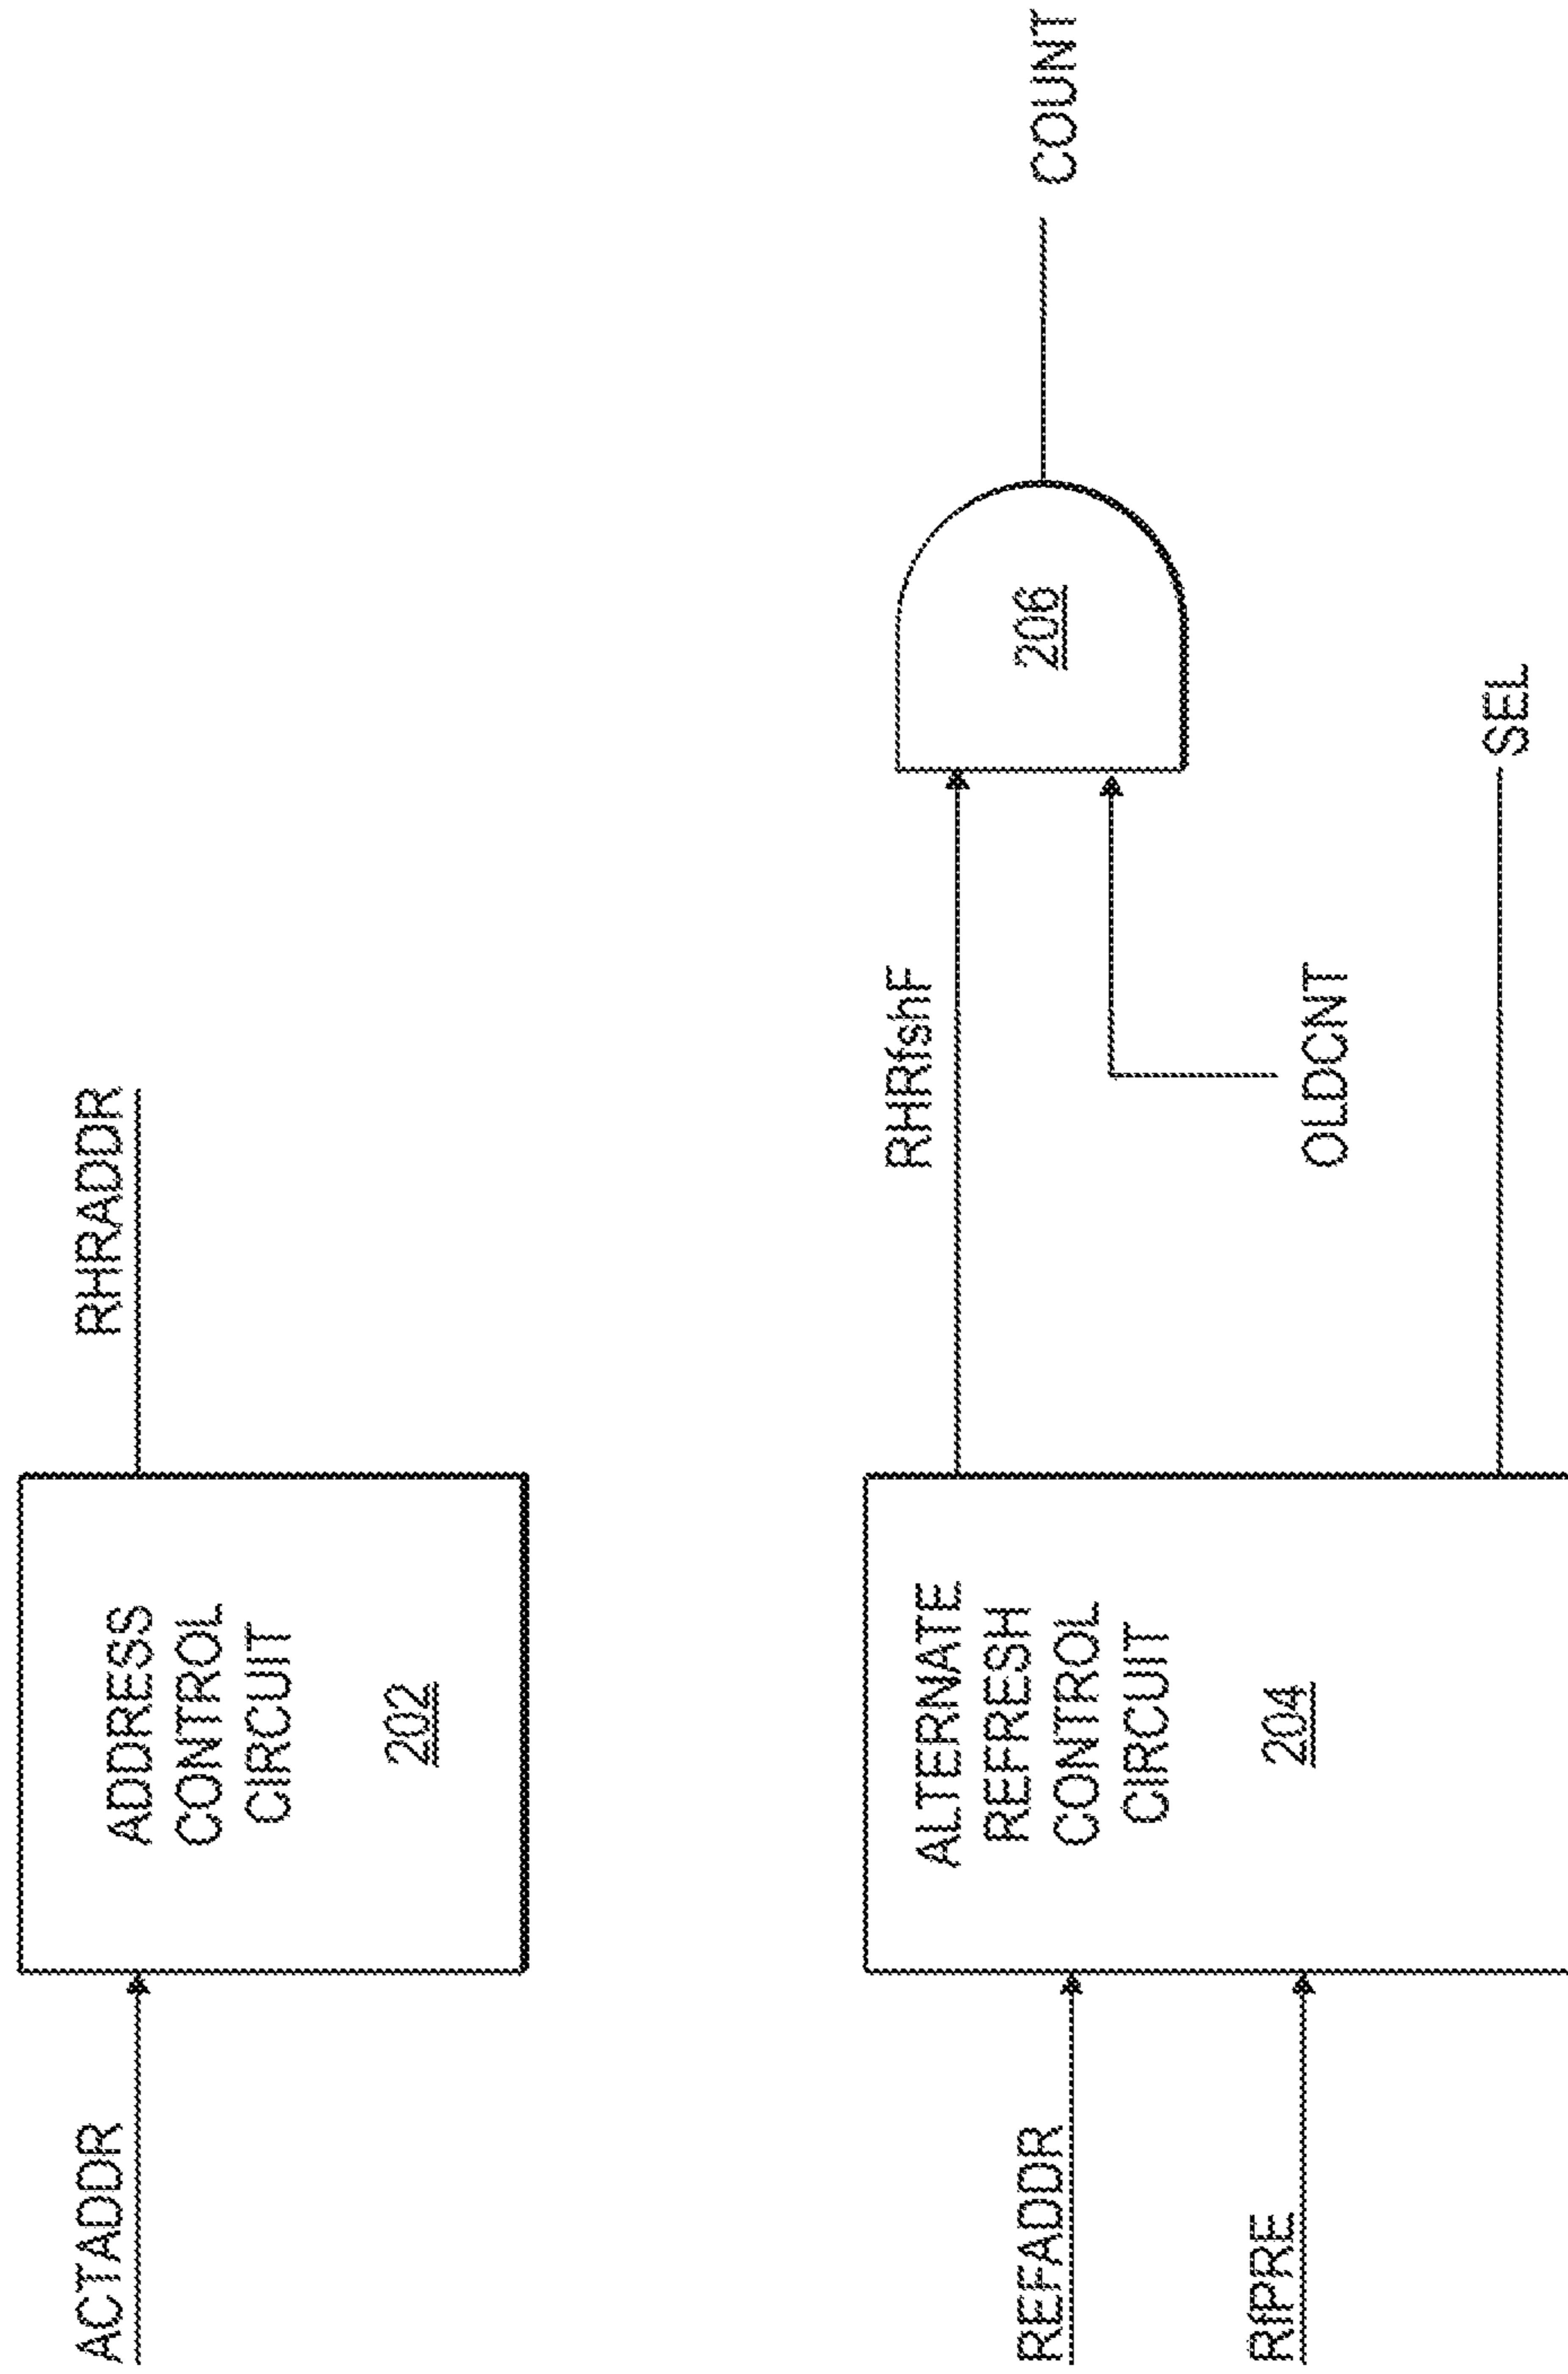 ACTADDR
ADDRESS
CONTROL
CIRCUIT
202
RHRADDR
REFADDR
RfPRE
ALTERNATE
REFRESH
CONTROL
CIRCUIT
204
RHRfshF
OLDCNT
206
COUNT
SEL